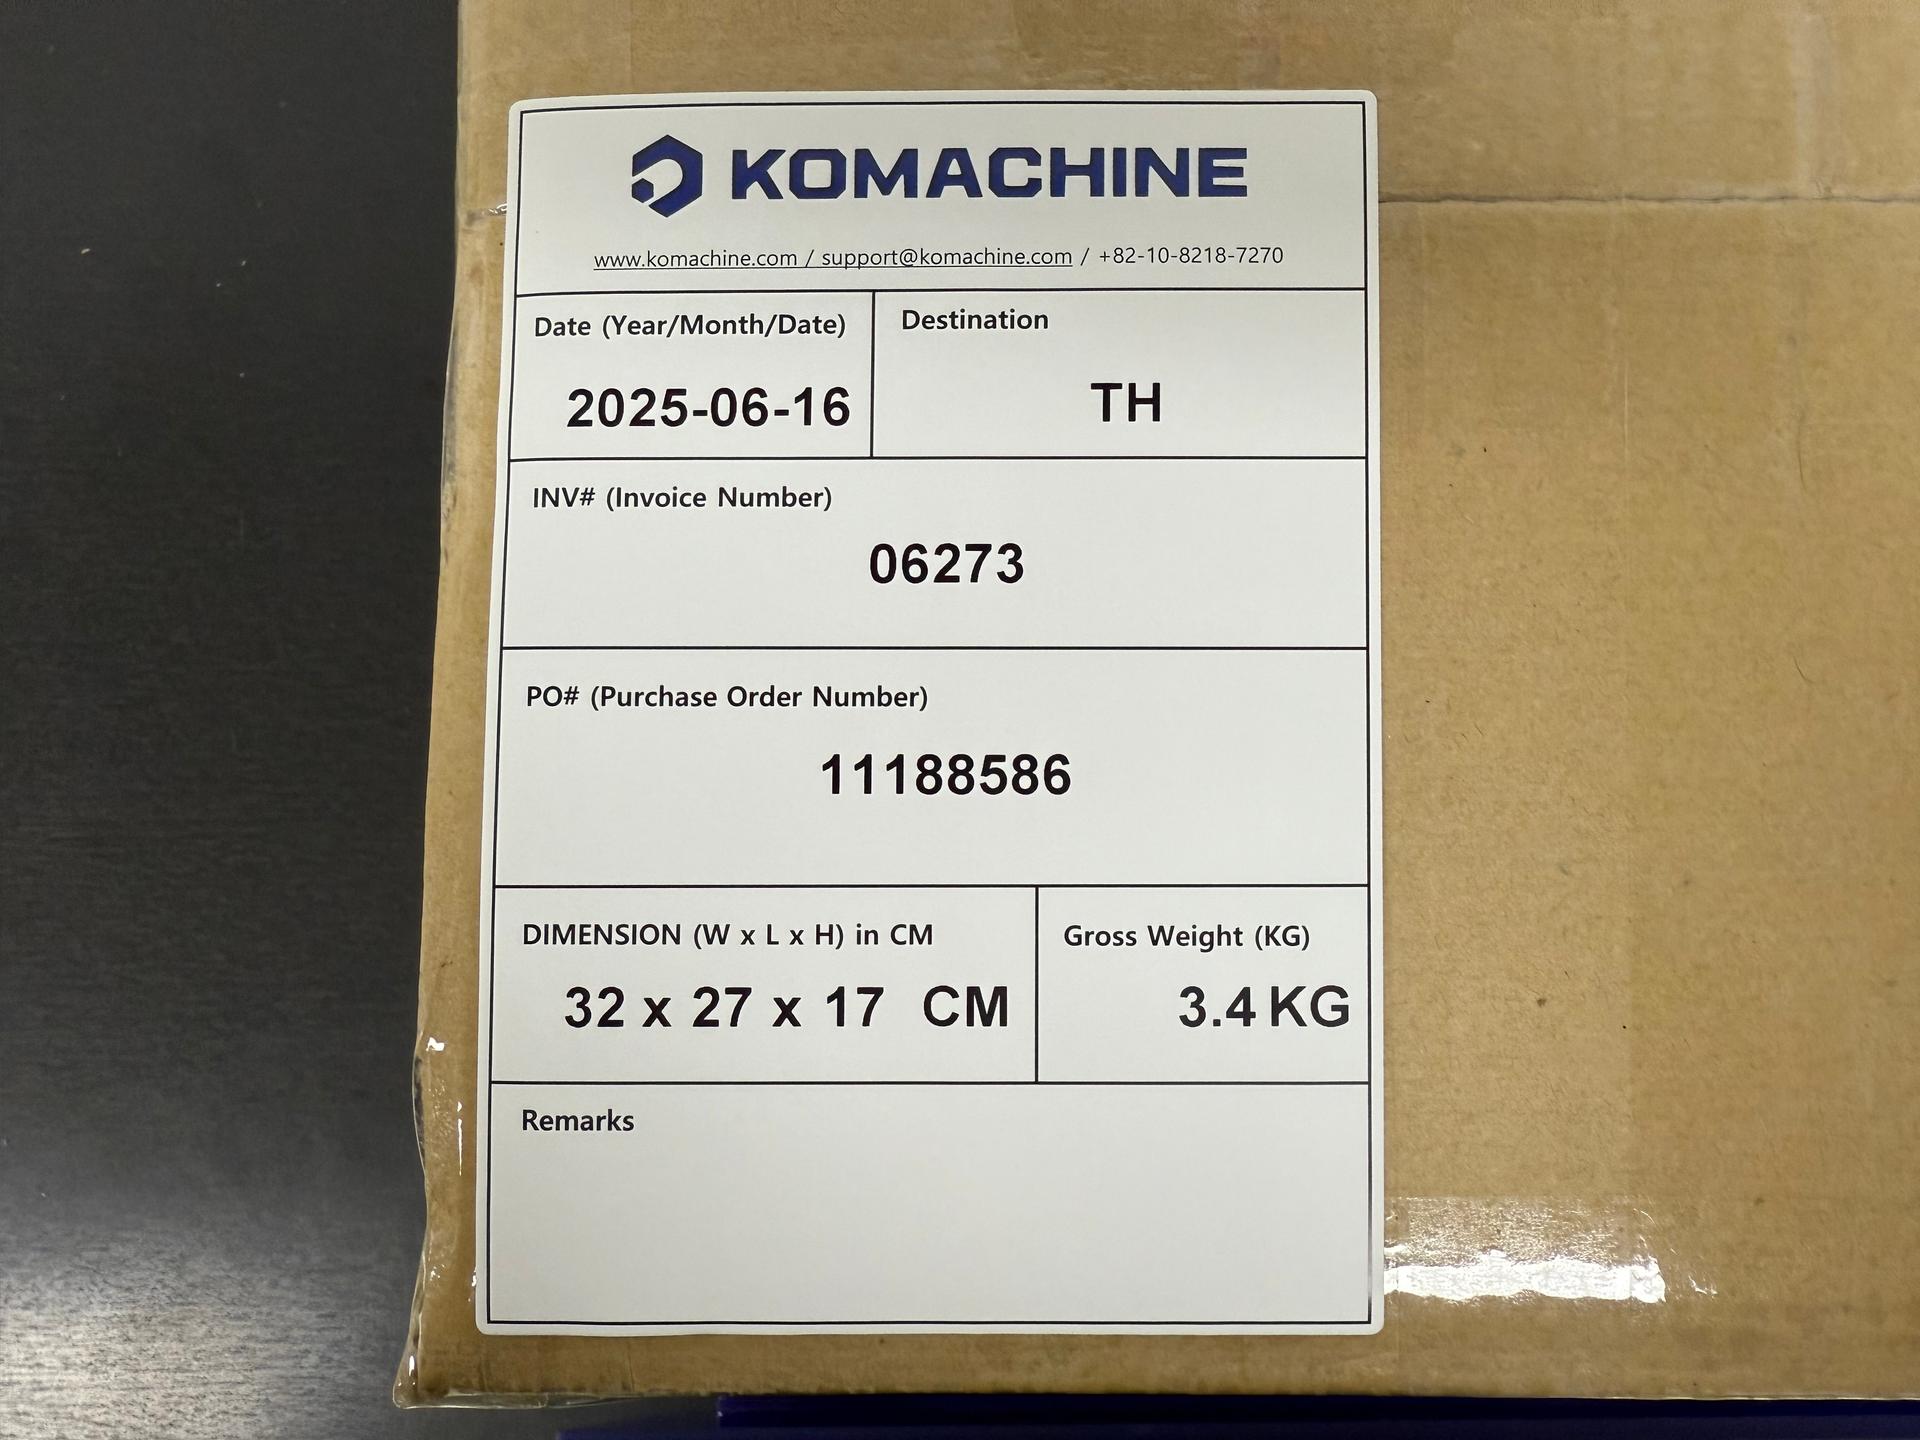 KOMACHINE
www.komachine.com / support@komachine.com / +82-10-8218-7270
Date (Year/Month/Date)
2025-06-16
Destination
TH
INV# (Invoice Number)
06273
PO# (Purchase Order Number)
11188586
DIMENSION (W x L x H) in CM
32 x 27 x 17 CM
Gross Weight (KG)
3.4 KG
Remarks